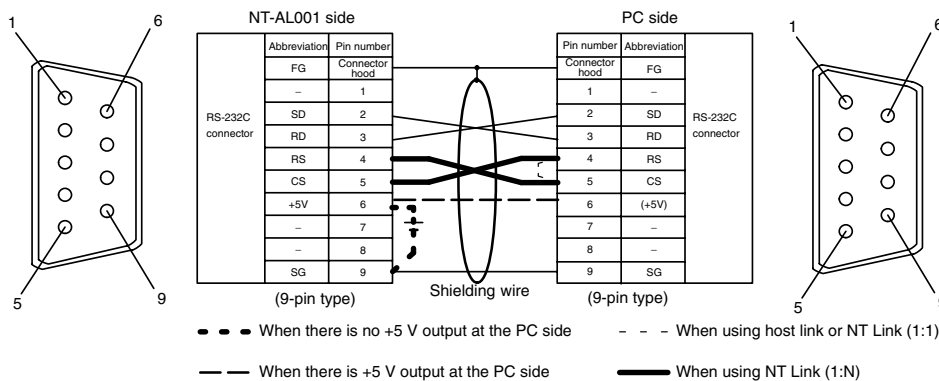 NT-AL001 side PC side
1 6 1 6
Abbreviation Pin number Pin number Abbreviation
FG Connector hood Connector hood FG
– 1 1 –
SD 2 2 SD
RS-232C connector RS-232C connector
RD 3 3 RD
RS 4 4 RS
CS 5 5 CS
+5V 6 6 (+5V)
– 7 7 –
– 8 8 –
SG 9 9 SG
5 9 5 9
Shielding wire
(9-pin type) (9-pin type)
When there is no +5 V output at the PC side When using host link or NT Link (1:1)
When there is +5 V output at the PC side When using NT Link (1:N)